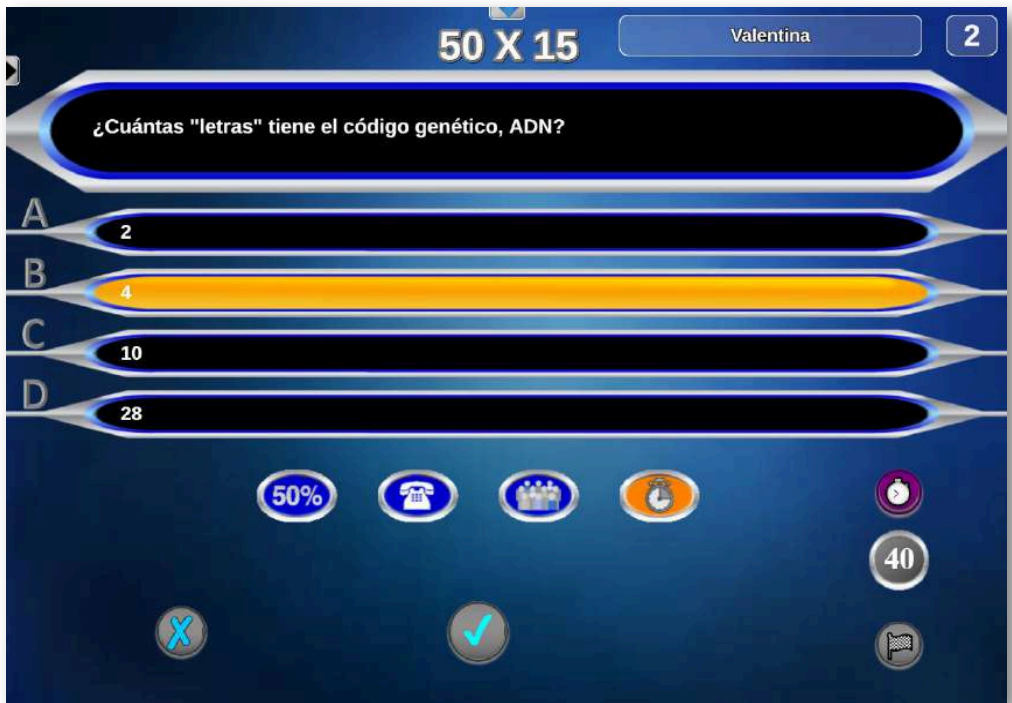 50 X 15
Valentina
2
¿Cuántas "letras" tiene el código genético, ADN?
A
2
B
4
C
10
D
28
50%
40